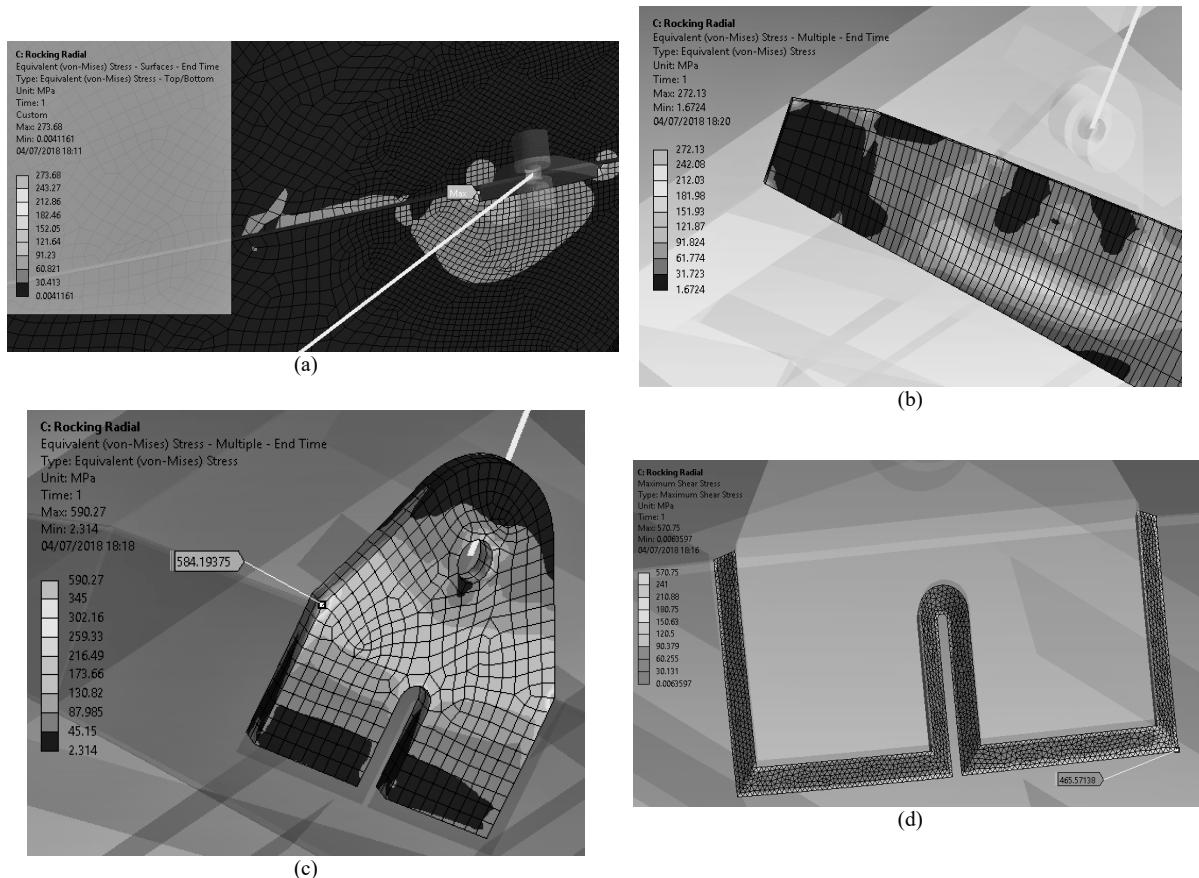 C: Rocking Radial
Equivalent (von-Mises) Stress - Surfaces - End Time
Type: Equivalent (von-Mises) Stress - Top/Bottom
Unit: MPa
Time: 1
Custom
Max: 273.68
Min: 0.0041161
04/07/2018 18:11
273.68
243.27
212.86
182.46
152.05
121.64
91.23
60.821
30.413
0.0041161
Max
(a)
C: Rocking Radial
Equivalent (von-Mises) Stress - Multiple - End Time
Type: Equivalent (von-Mises) Stress
Unit: MPa
Time: 1
Max: 272.13
Min: 1.6724
04/07/2018 18:20
272.13
242.08
212.03
181.98
151.93
121.87
91.824
61.774
31.723
1.6724
(b)
C: Rocking Radial
Equivalent (von-Mises) Stress - Multiple - End Time
Type: Equivalent (von-Mises) Stress
Unit: MPa
Time: 1
Max: 590.27
Min: 2.314
04/07/2018 18:18
584.19375
590.27
345
302.16
259.33
216.49
173.66
130.82
87.985
45.15
2.314
(c)
C: Rocking Radial
Maximum Shear Stress
Type: Maximum Shear Stress
Unit: MPa
Time: 1
Max: 570.75
Min: 0.0063597
04/07/2018 18:16
570.75
241
210.88
180.75
150.63
120.5
90.379
60.255
30.131
0.0063597
465.57138
(d)